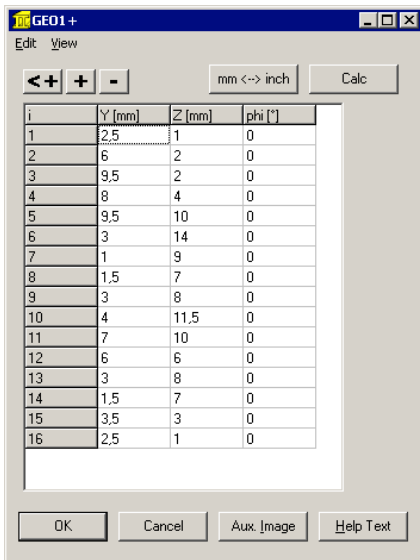 GEO1+
Edit View
<+ + - mm <--> inch Calc
i Y [mm] Z [mm] phi [°]
1 2,5 1 0
2 6 2 0
3 9,5 2 0
4 8 4 0
5 9,5 10 0
6 3 14 0
7 1 9 0
8 1,5 7 0
9 3 8 0
10 4 11,5 0
11 7 10 0
12 6 6 0
13 3 8 0
14 1,5 7 0
15 3,5 3 0
16 2,5 1 0
OK Cancel Aux. Image Help Text